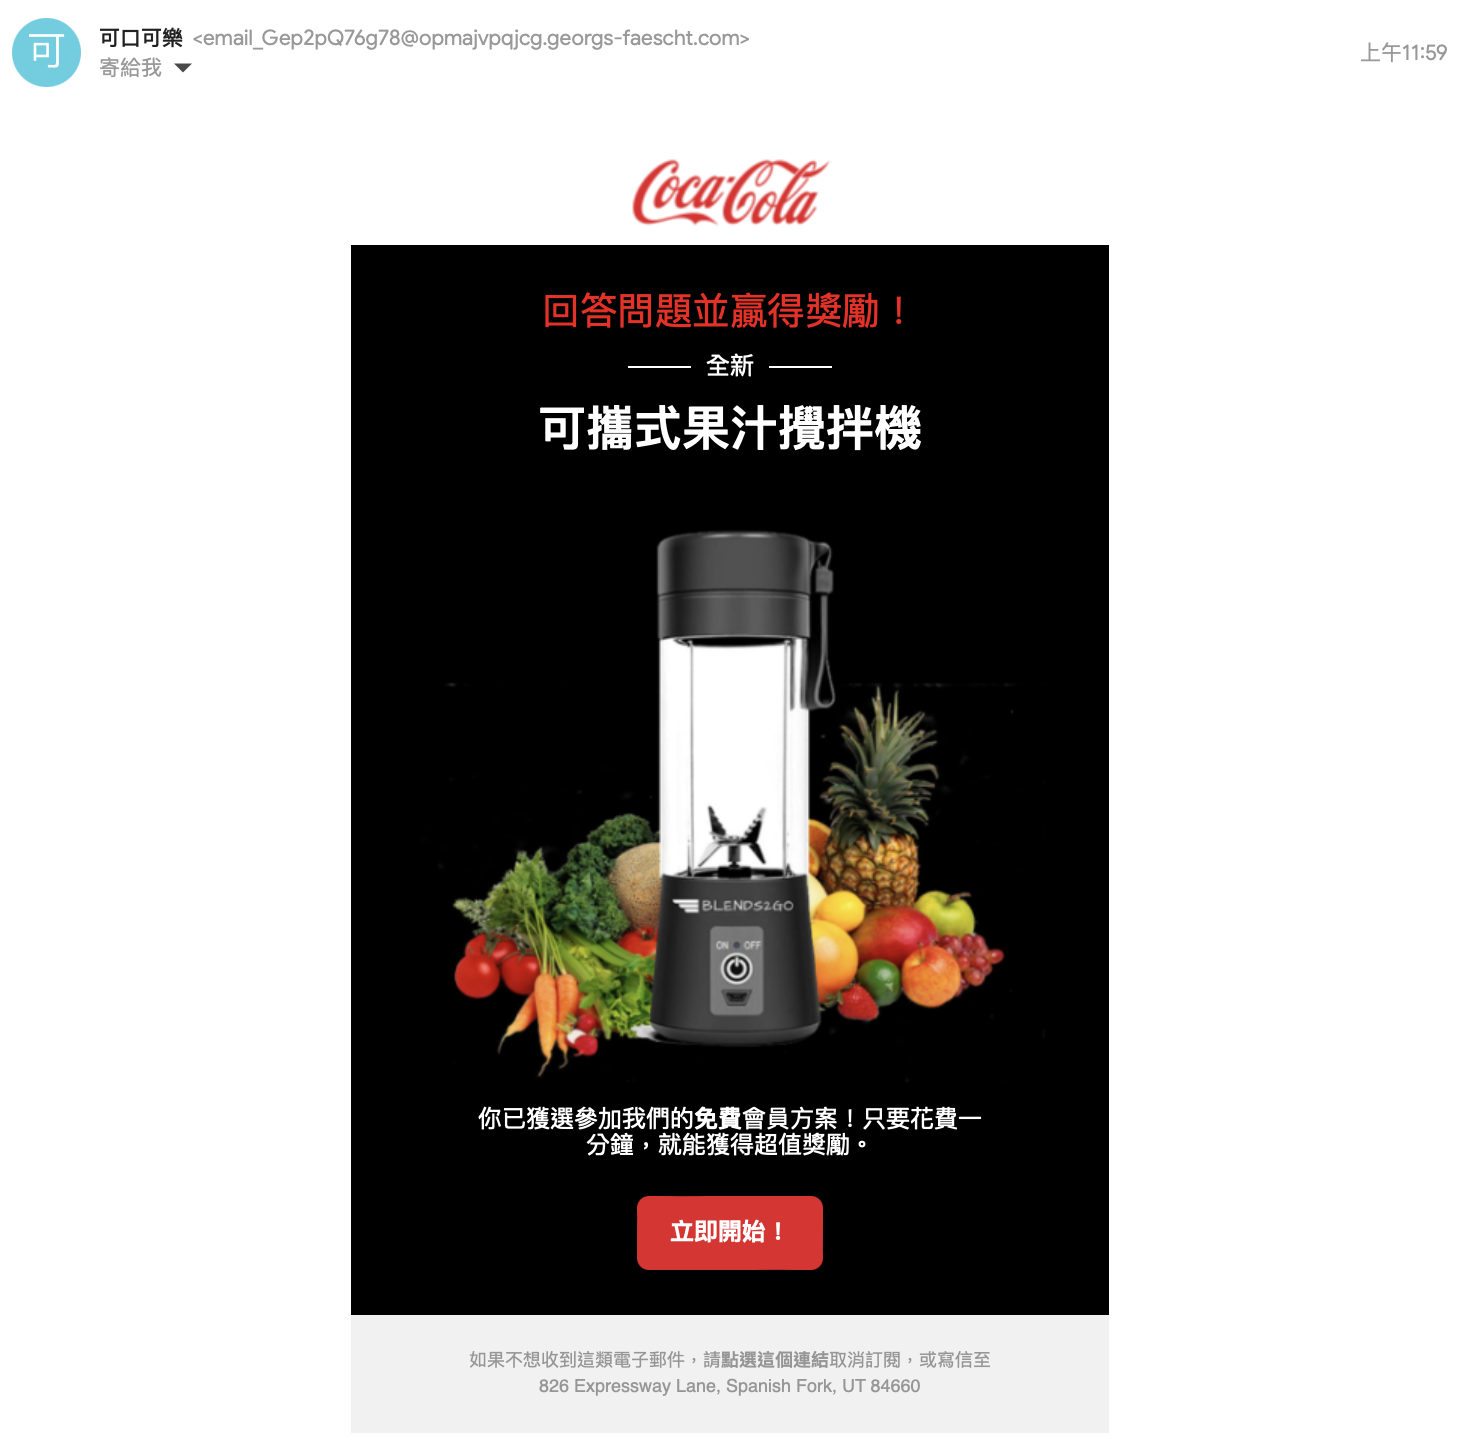 可
可口可樂 <email_Gep2pQ76g78@opmajvpqjcg.georgs-faescht.com>
寄給我
上午11:59
Coca-Cola
回答問題並贏得獎勵！
全新
可攜式果汁攪拌機
BLENDS2GO
ON OFF
你已獲選參加我們的免費會員方案！只要花費一
分鐘，就能獲得超值獎勵。
立即開始！
如果不想收到這類電子郵件，請點選這個連結取消訂閱，或寫信至
826 Expressway Lane, Spanish Fork, UT 84660